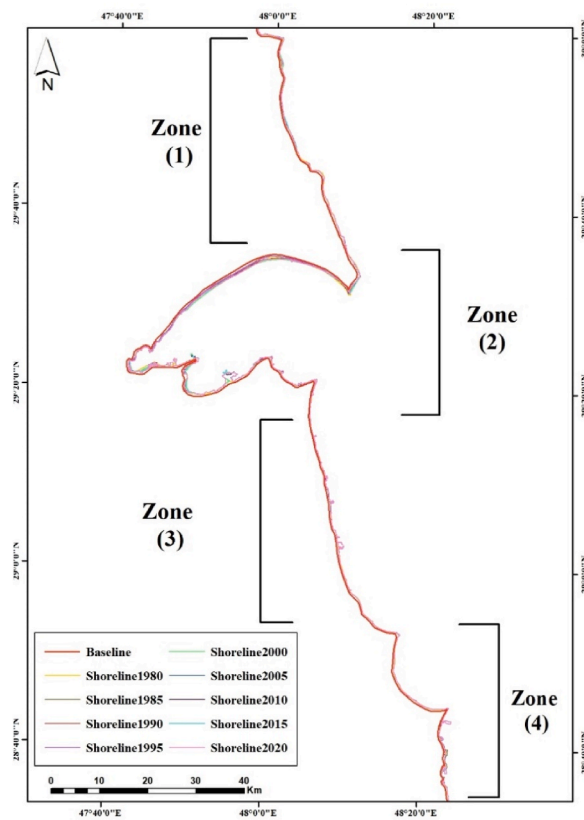 47°40'0"E 48°0'0"E 48°20'0"E
N
Zone
(1)
29°40'0"N
Zone
(2)
29°20'0"N
Zone
(3)
29°0'0"N
Zone
(4)
28°40'0"N
Baseline
Shoreline1980
Shoreline1985
Shoreline1990
Shoreline1995
Shoreline2000
Shoreline2005
Shoreline2010
Shoreline2015
Shoreline2020
0 5 10 20 30 40
Km
47°40'0"E 48°0'0"E 48°20'0"E